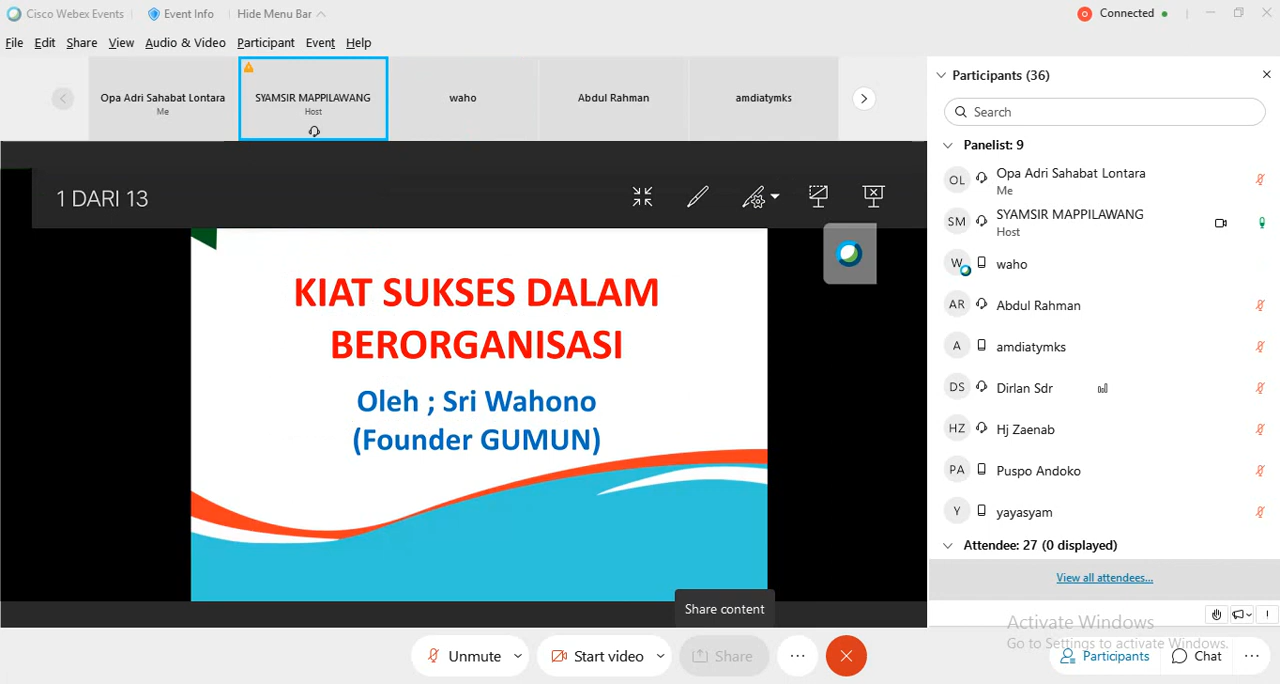 Cisco Webex Events
Event Info
Hide Menu Bar
Connected
File Edit Share View Audio & Video Participant Event Help
Opa Adri Sahabat Lontara
Me
SYAMSIR MAPPILAWANG
Host
waho
Abdul Rahman
amdiatymks
Participants (36)
Search
Panelist: 9
OL Opa Adri Sahabat Lontara
Me
SM SYAMSIR MAPPILAWANG
Host
W waho
AR Abdul Rahman
A amdiatymks
DS Dirlan Sdr
HZ Hj Zaenab
PA Puspo Andoko
Y yayasyam
Attendee: 27 (0 displayed)
View all attendees...
1 DARI 13
KIAT SUKSES DALAM
BERORGANISASI
Oleh ; Sri Wahono
(Founder GUMUN)
Share content
Activate Windows
Go to Settings to activate Windows.
Unmute
Start video
Share
Participants
Chat